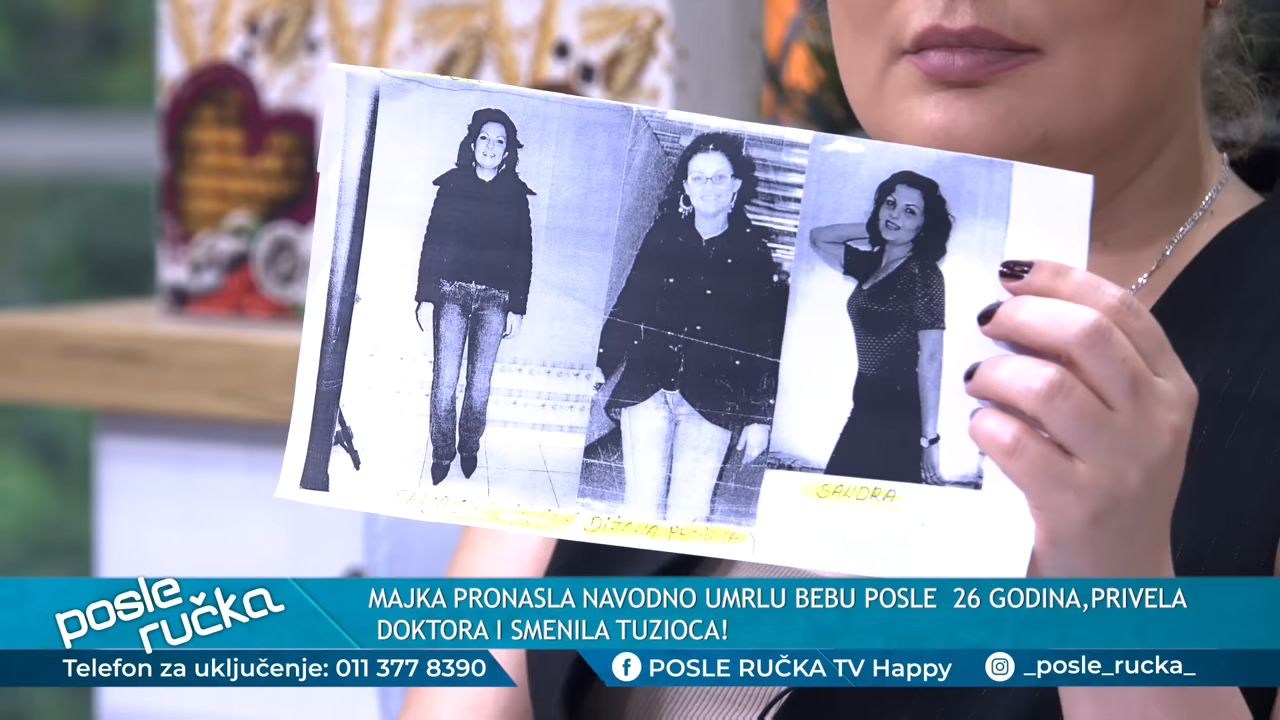 SANDRA
DIJANA
posle
ručka
MAJKA PRONASLA NAVODNO UMRLU BEBU POSLE 26 GODINA,PRIVELA
DOKTORA I SMENILA TUZIOCA!
Telefon za uključenje: 011 377 8390
POSLE RUČKA TV Happy
_posle_rucka_